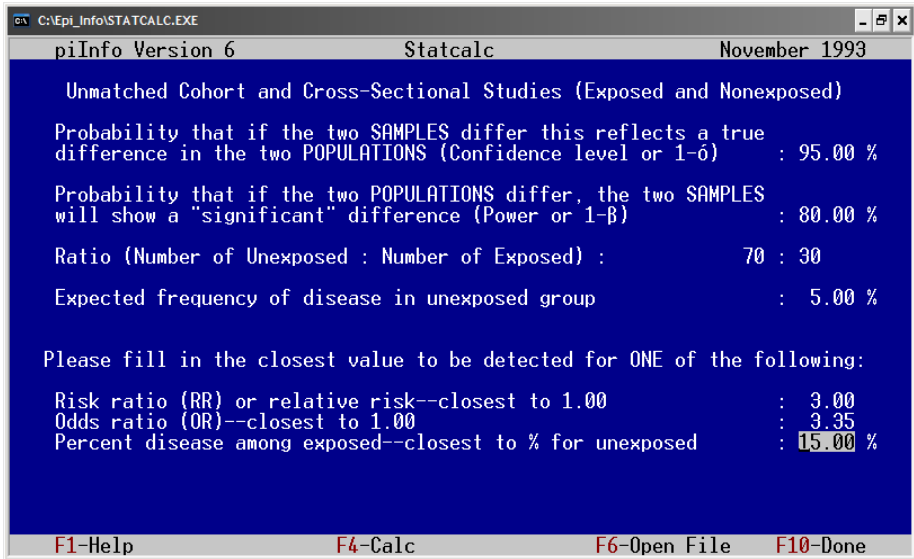 C:\Epi_Info\STATCALC.EXE
piInfo Version 6 Statcalc November 1993
Unmatched Cohort and Cross-Sectional Studies (Exposed and Nonexposed)
Probability that if the two SAMPLES differ this reflects a true
difference in the two POPULATIONS (Confidence level or 1-ó) : 95.00 %
Probability that if the two POPULATIONS differ, the two SAMPLES
will show a "significant" difference (Power or 1-β) : 80.00 %
Ratio (Number of Unexposed : Number of Exposed) : 70 : 30
Expected frequency of disease in unexposed group : 5.00 %
Please fill in the closest value to be detected for ONE of the following:
Risk ratio (RR) or relative risk--closest to 1.00 : 3.00
Odds ratio (OR)--closest to 1.00 : 3.35
Percent disease among exposed--closest to % for unexposed : 15.00 %
F1-Help F4-Calc F6-Open File F10-Done